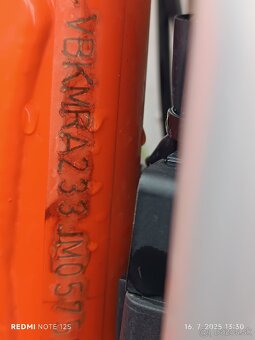 VBKMRA233JM057
REDMI NOTE 12S
16. 7. 2025 13:30